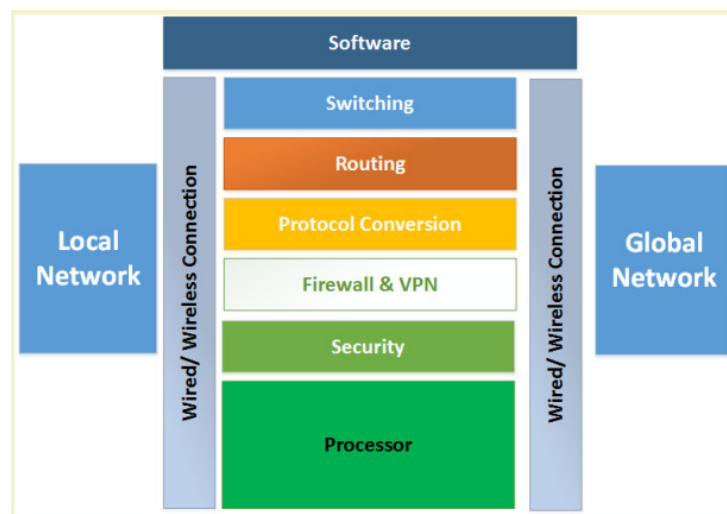 Software
Switching
Routing
Protocol Conversion
Firewall & VPN
Security
Processor
Local
Network
Wired/ Wireless Connection
Wired/ Wireless Connection
Global
Network